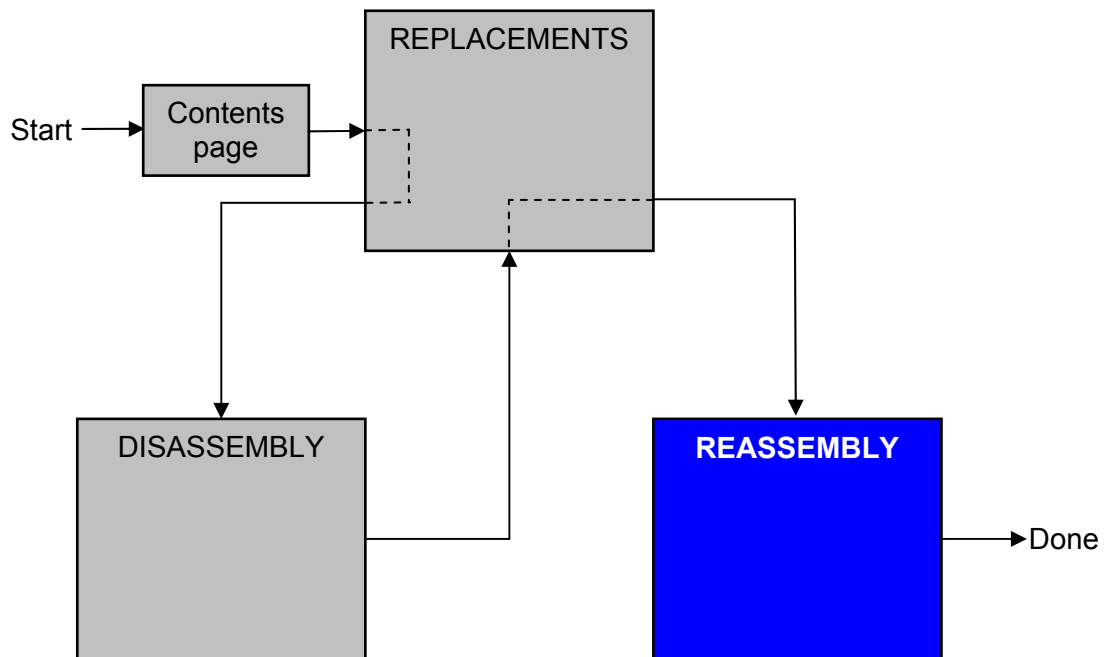 REPLACEMENTS
Start
Contents
page
DISASSEMBLY
REASSEMBLY
Done